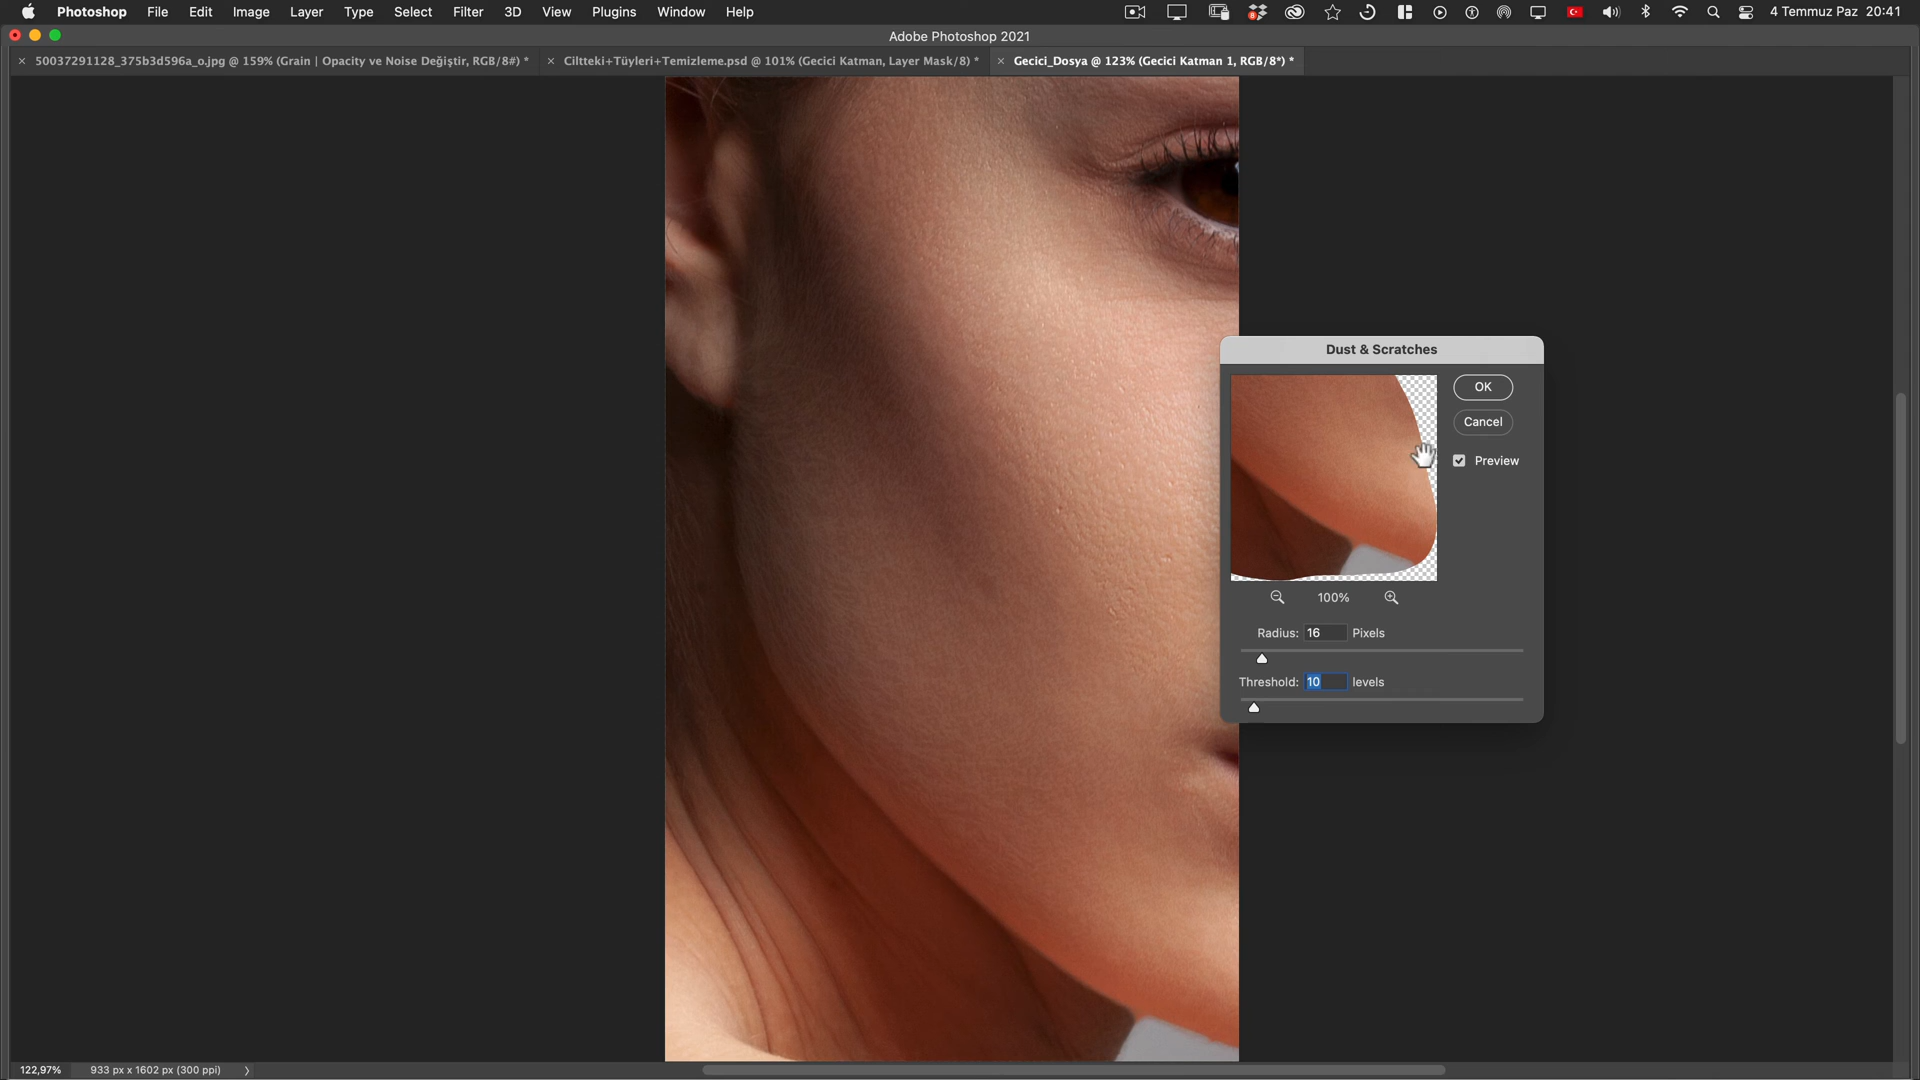 Photoshop File Edit Image Layer Type Select Filter 3D View Plugins Window Help 8 4 Temmuz Paz 20:41
Adobe Photoshop 2021
× 50037291128_375b3d596a_o.jpg @ 159% (Grain | Opacity ve Noise Değiştir, RGB/8#) * × Ciltteki+Tüyleri+Temizleme.psd @ 101% (Gecici Katman, Layer Mask/8) * × Gecici_Dosya @ 123% (Gecici Katman 1, RGB/8*) *
Dust & Scratches
OK
Cancel
Preview
100%
Radius: 16 Pixels
Threshold: 10 levels
122,97% 933 px x 1602 px (300 ppi)